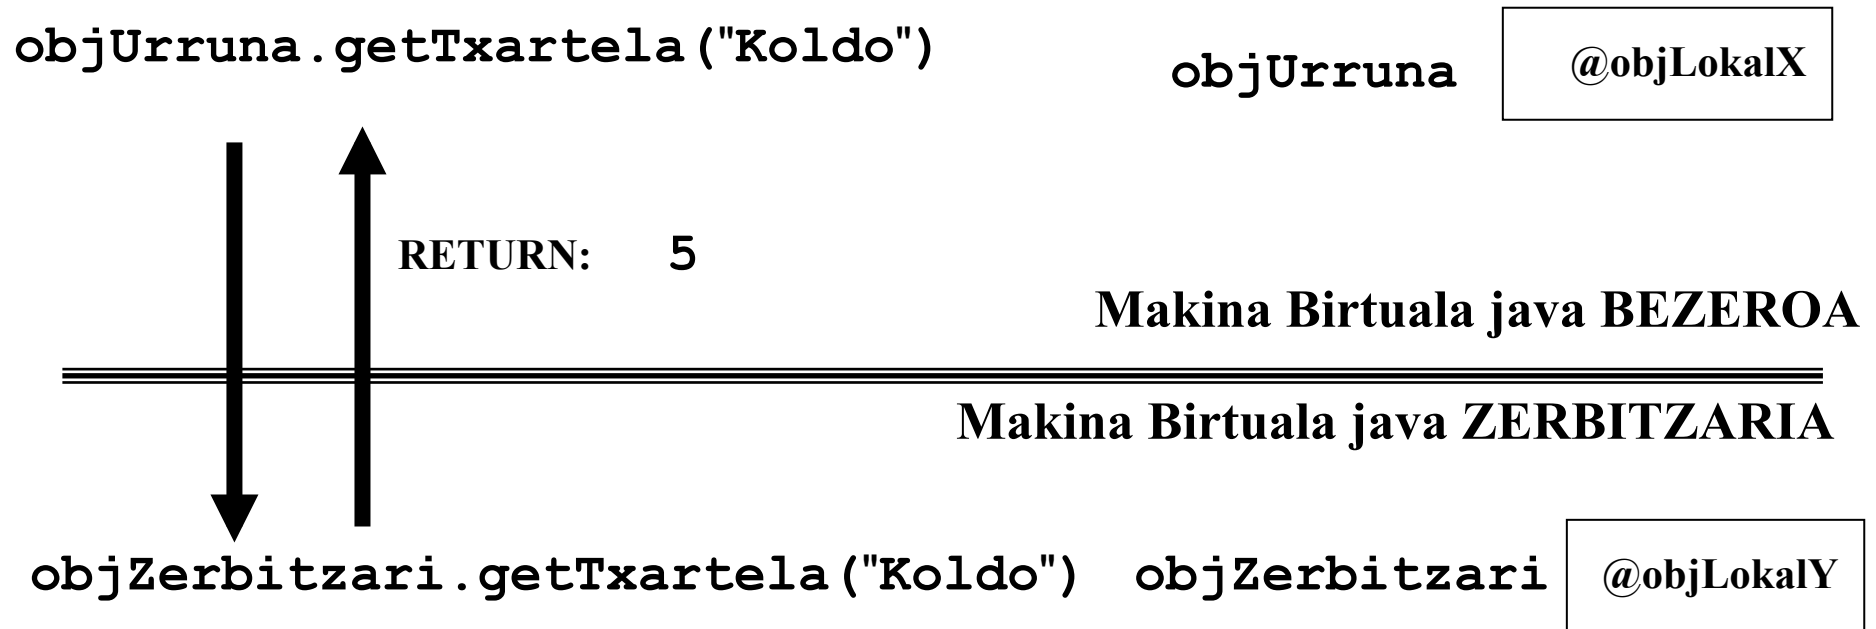 objUrruna.getTxartela("Koldo")
objUrruna
@objLokalX
RETURN: 5
Makina Birtuala java BEZEROA
Makina Birtuala java ZERBITZARIA
objZerbitzari.getTxartela("Koldo")
objZerbitzari
@objLokalY